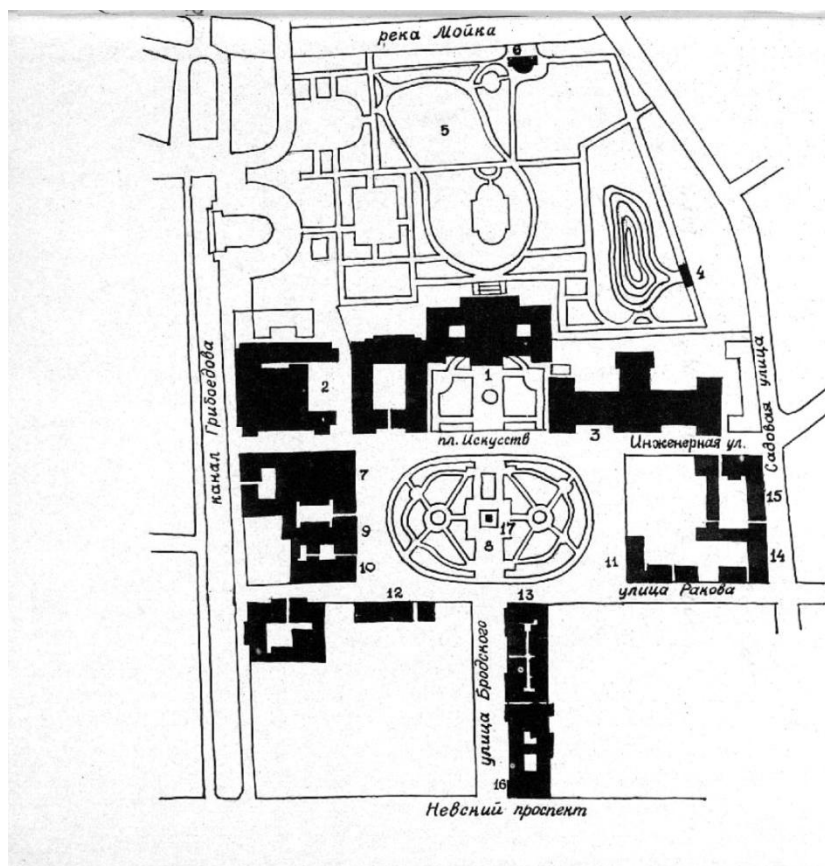 река Мойка
6
5
4
1
2
3
пл. Искусств
Инженерная ул.
Садовая улица
канал Грибоедова
7
15
17
9
8
14
10
11
12
13
улица Ракова
улица Бродского
16
Невский проспект